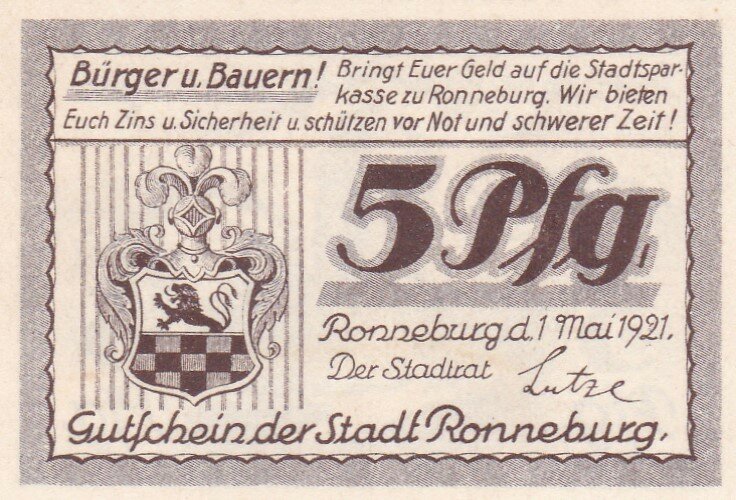 Bürger u. Bauern! Bringt Euer Geld auf die Stadtspar-
kasse zu Ronneburg. Wir bieten
Euch Zins u. Sicherheit u. schützen vor Not und schwerer Zeit!
5 Pfg.
Ronneburg d. 1 Mai 1921.
Der Stadtrat Lutze
Gutschein der Stadt Ronneburg.